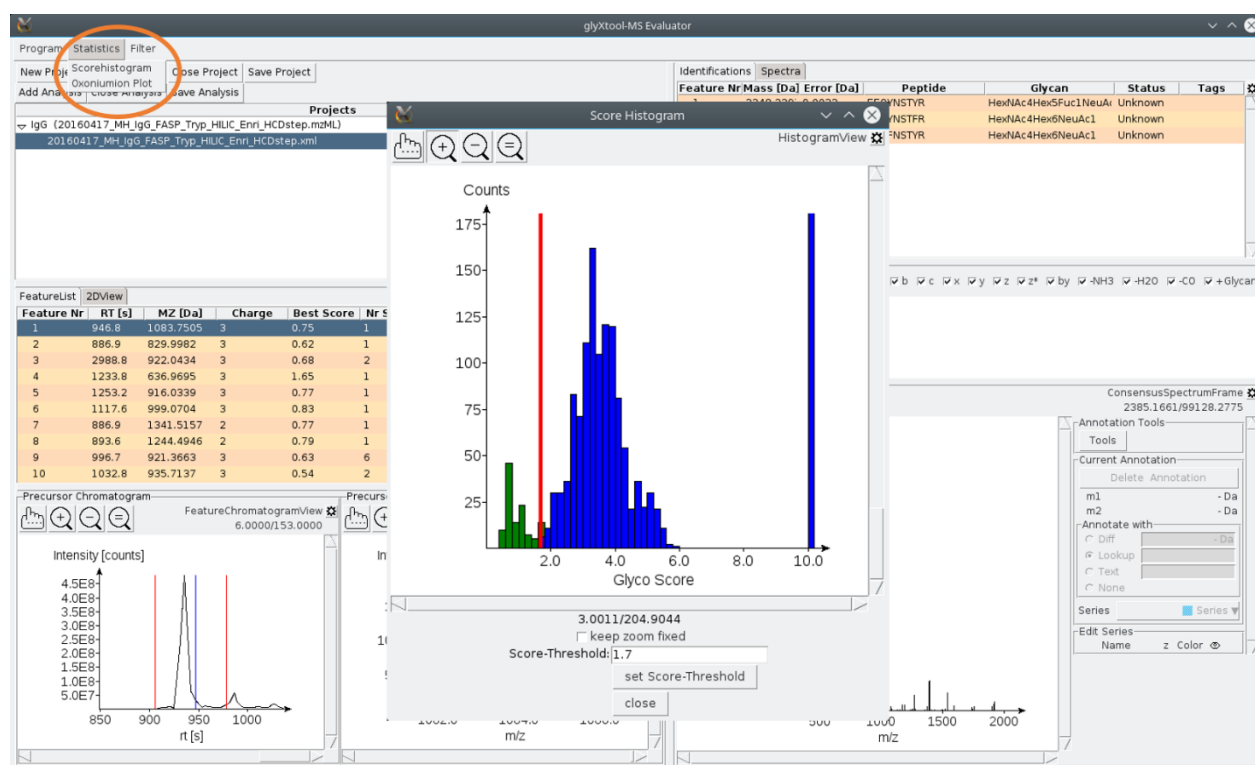 glyXtool-MS Evaluator
Program Statistics Filter
Scorehistogram
Oxoniumion Plot
New Proj Close Project Save Project
Add Analysis Close Analysis Save Analysis
Projects
IgG (20160417_MH_IgG_FASP_Tryp_HILIC_Enri_HCDstep.mzML)
20160417_MH_IgG_FASP_Tryp_HILIC_Enri_HCDstep.xml
Identifications Spectra
Feature Nr Mass [Da] Error [Da] Peptide Glycan Status Tags
YNSTYR HexNAc4Hex5Fuc1NeuAc Unknown
YNSTFR HexNAc4Hex6NeuAc1 Unknown
FNSTYR HexNAc4Hex6NeuAc1 Unknown
b c x y z z* by -NH3 -H2O -CO +Glycan
FeatureList 2DView
Feature Nr RT [s] MZ [Da] Charge Best Score Nr S
1 946.8 1083.7505 3 0.75 1
2 886.9 829.9982 3 0.62 1
3 2988.8 922.0434 3 0.68 2
4 1233.8 636.9695 3 1.65 1
5 1253.2 916.0339 3 0.77 1
6 1117.6 999.0704 3 0.83 1
7 886.9 1341.5157 2 0.77 1
8 893.6 1244.4946 2 0.79 1
9 996.7 921.3663 3 0.63 6
10 1032.8 935.7137 3 0.54 2
Score Histogram
HistogramView
Counts
175
150
125
100
75
50
25
2.0 4.0 6.0 8.0 10.0
Glyco Score
3.0011/204.9044
keep zoom fixed
Score-Threshold: 1.7
set Score-Threshold
close
Precursor Chromatogram
FeatureChromatogramView
6.0000/153.0000
Intensity [counts]
4.5E8
4.0E8
3.5E8
3.0E8
2.5E8
2.0E8
1.5E8
1.0E8
5.0E7
850 900 950 1000
rt [s]
Precurs
In
m/z
ConsensusSpectrumFrame
2385.1661/99128.2775
500 1000 1500 2000
m/z
Annotation Tools
Tools
Current Annotation
Delete Annotation
m1 - Da
m2 - Da
Annotate with
Diff - Da
Lookup
Text
None
Series Series
Edit Series
Name z Color